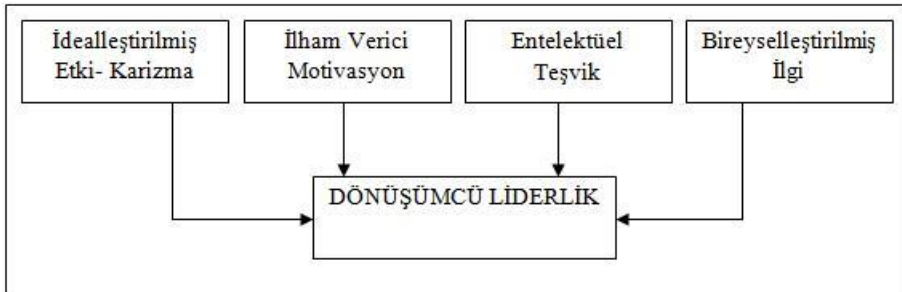 İdealleştirilmiş
Etki- Karizma
İlham Verici
Motivasyon
Entelektüel
Teşvik
Bireyselleştirilmiş
İlgi
DÖNÜŞÜMCÜ LİDERLİK